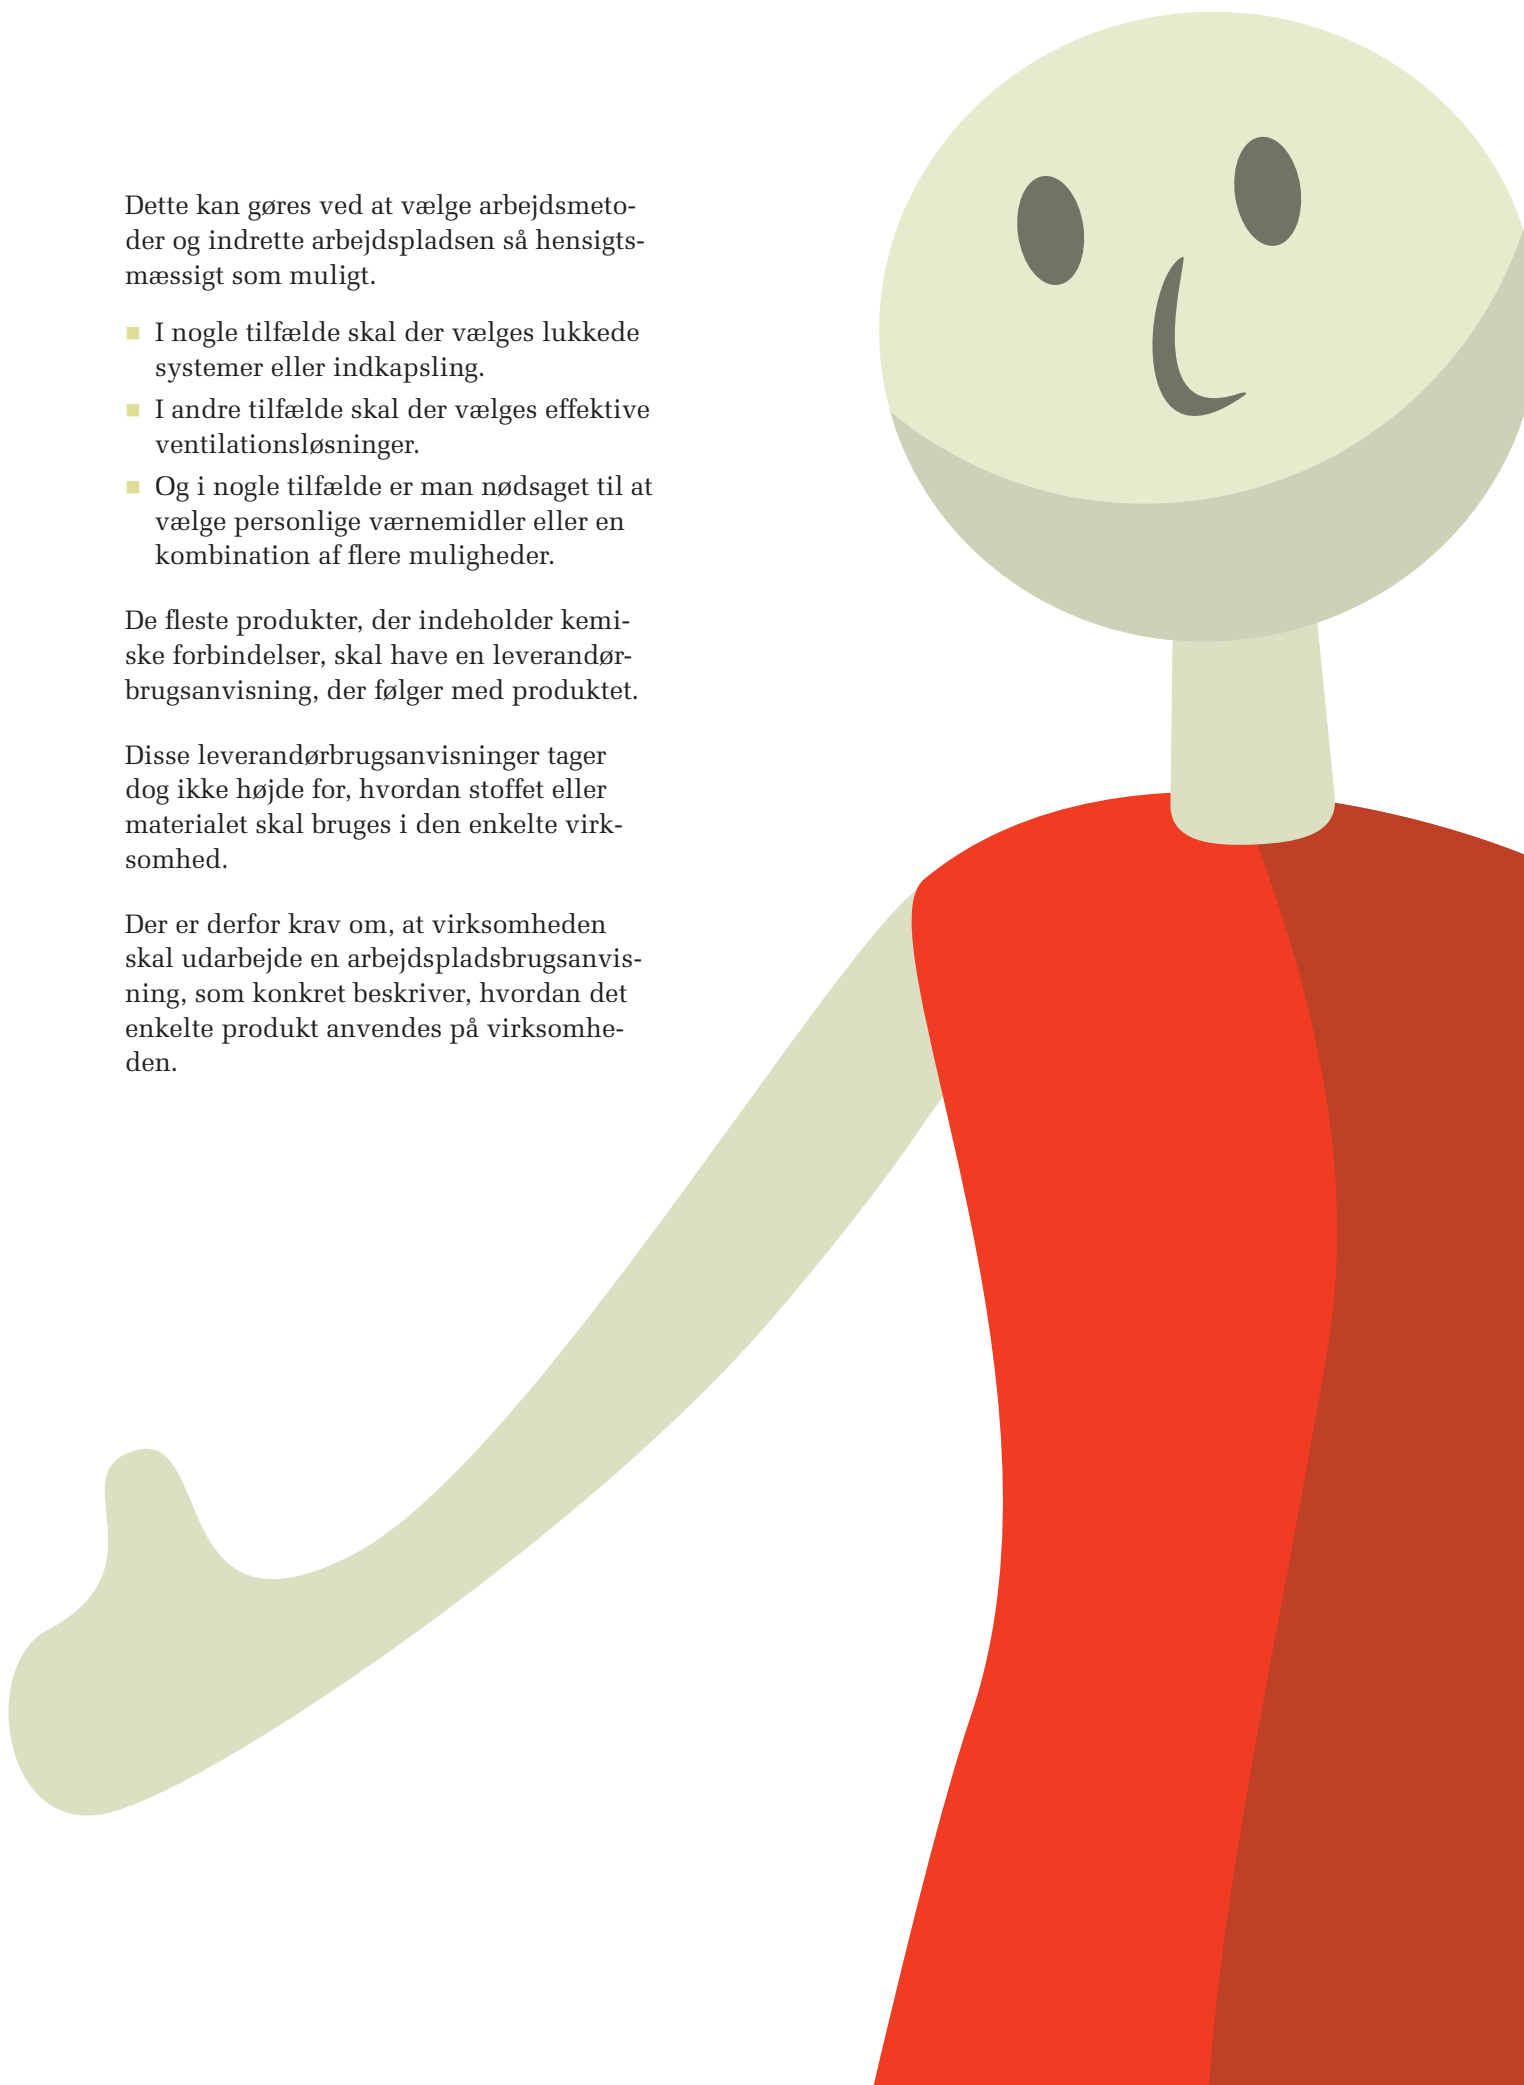 Dette kan gøres ved at vælge arbejdsmeto-
der og indrette arbejdspladsen så hensigts-
mæssigt som muligt.
I nogle tilfælde skal der vælges lukkede
systemer eller indkapsling.
I andre tilfælde skal der vælges effektive
ventilationsløsninger.
Og i nogle tilfælde er man nødsaget til at
vælge personlige værnemidler eller en
kombination af flere muligheder.
De fleste produkter, der indeholder kemi-
ske forbindelser, skal have en leverandør-
brugsanvisning, der følger med produktet.
Disse leverandørbrugsanvisninger tager
dog ikke højde for, hvordan stoffet eller
materialet skal bruges i den enkelte virk-
somhed.
Der er derfor krav om, at virksomheden
skal udarbejde en arbejdspladsbrugsanvis-
ning, som konkret beskriver, hvordan det
enkelte produkt anvendes på virksomhe-
den.